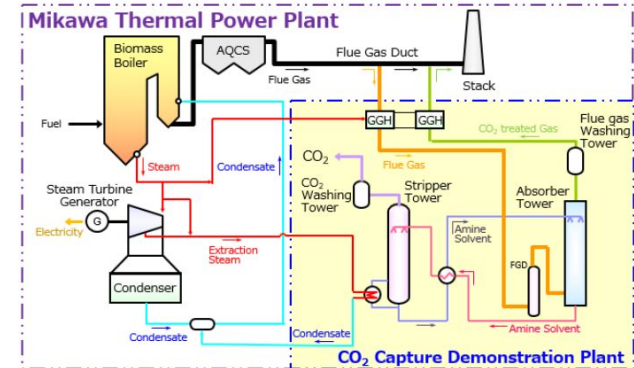 Mikawa Thermal Power Plant
Biomass
Boiler
AQCS
Flue Gas Duct
Flue Gas
Stack
Fuel
GGH
GGH
CO2 treated Gas
Flue gas
Washing
Tower
Steam
Condensate
CO2
Flue Gas
Steam Turbine
Generator
CO2
Washing
Tower
Stripper
Tower
Absorber
Tower
G
Electricity
Extraction
Steam
Amine
Solvent
FGD
Condenser
Condensate
Condensate
Amine Solvent
CO2 Capture Demonstration Plant